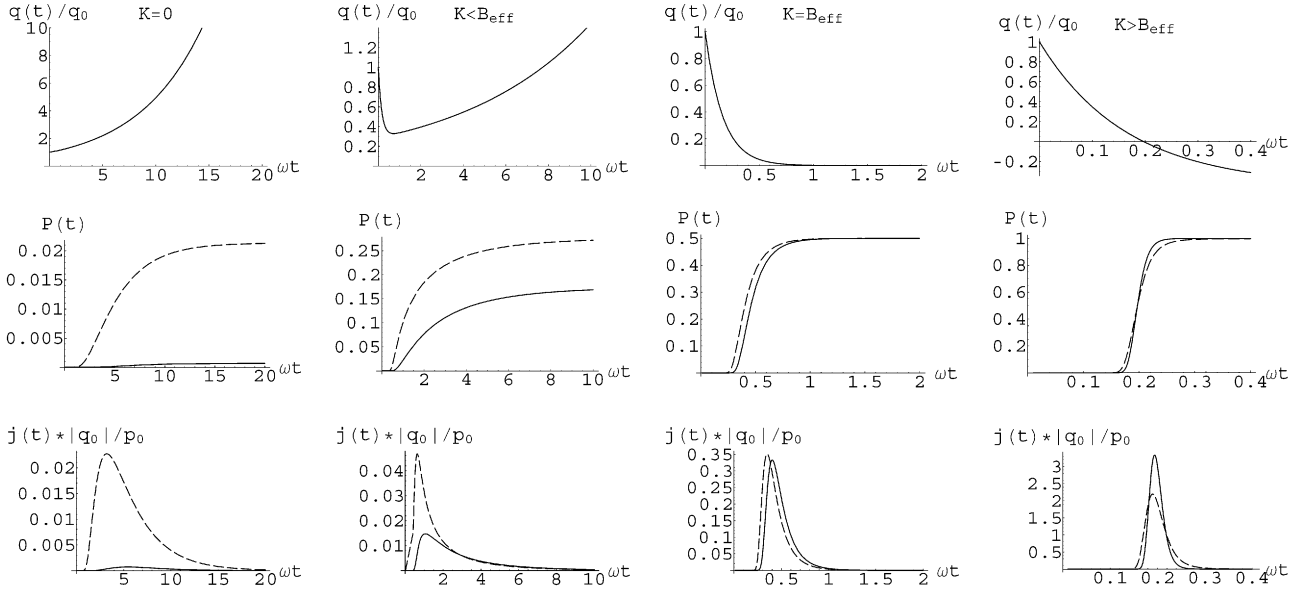 q(t)/q₀ K=0
10
8
6
4
2
5 10 15 20 ωt
q(t)/q₀ K<B_eff
1.2
1
0.8
0.6
0.4
0.2
2 4 6 8 10 ωt
q(t)/q₀ K=B_eff
1
0.8
0.6
0.4
0.2
0.5 1 1.5 2 ωt
q(t)/q₀ K>B_eff
1
0.8
0.6
0.4
0.2
-0.2
0.1 0.2 0.3 0.4 ωt
P(t)
0.02
0.015
0.01
0.005
5 10 15 20 ωt
P(t)
0.25
0.2
0.15
0.1
0.05
2 4 6 8 10 ωt
P(t)
0.5
0.4
0.3
0.2
0.1
0.5 1 1.5 2 ωt
P(t)
1
0.8
0.6
0.4
0.2
0.1 0.2 0.3 0.4 ωt
j(t)*|q₀|/p₀
0.02
0.015
0.01
0.005
5 10 15 20 ωt
j(t)*|q₀|/p₀
0.04
0.03
0.02
0.01
2 4 6 8 10 ωt
j(t)*|q₀|/p₀
0.35
0.3
0.25
0.2
0.15
0.1
0.05
0.5 1 1.5 2 ωt
j(t)*|q₀|/p₀
3
2.5
2
1.5
1
0.5
0.1 0.2 0.3 0.4 ωt